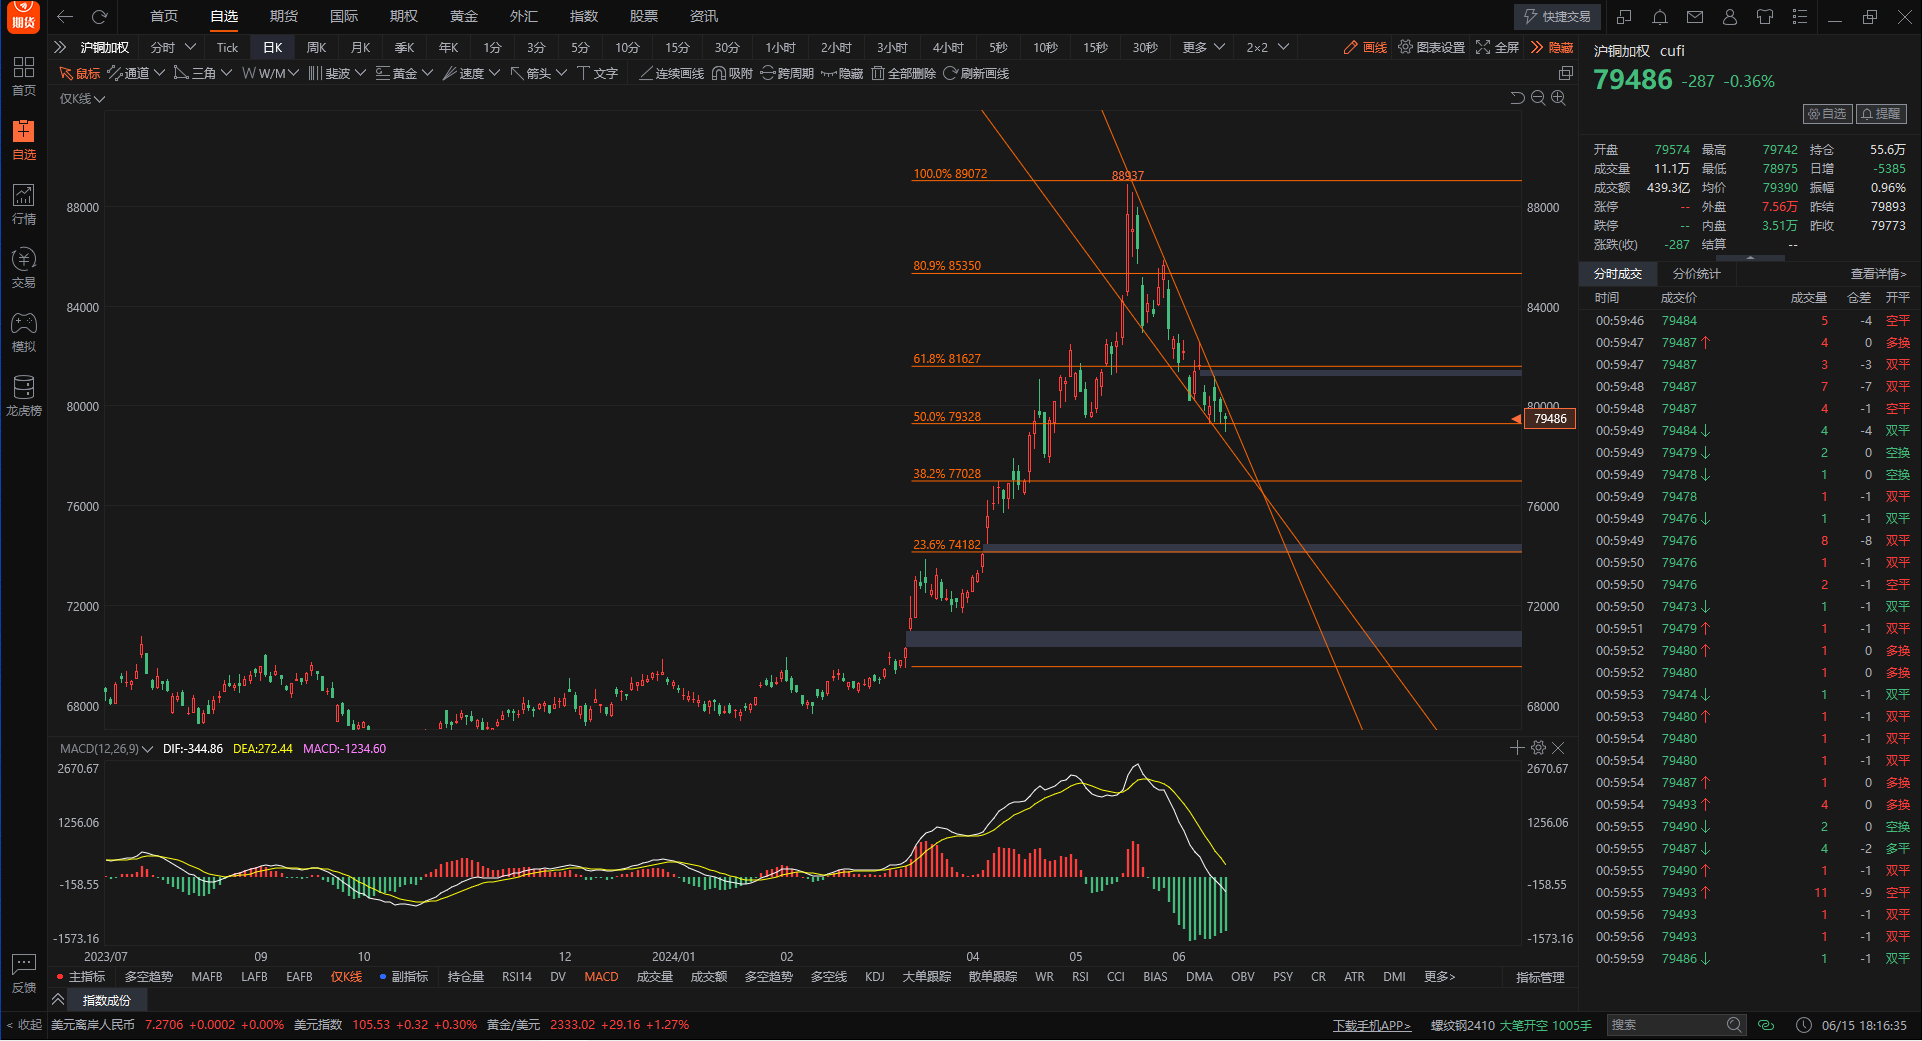 期货
首页 自选 期货 国际 期权 黄金 外汇 指数 股票 资讯
快捷交易
沪铜加权 分时 Tick 日K 周K 月K 季K 年K 1分 3分 5分 10分 15分 30分 1小时 2小时 3小时 4小时 5秒 10秒 15秒 30秒 更多 2×2 画线 图表设置 全屏 隐藏
鼠标 通道 三角 W/M 斐波 黄金 速度 箭头 文字 连续画线 吸附 跨周期 隐藏 全部删除 刷新画线
首页
自选
行情
交易
模拟
龙虎榜
反馈
< 收起
仅K线
100.0% 89072
88937
80.9% 85350
61.8% 81627
50.0% 79328
38.2% 77028
23.6% 74182
88000 88000
84000 84000
80000 80000
79486
76000 76000
72000 72000
68000 68000
MACD(12,26,9) DIF:-344.86 DEA:272.44 MACD:-1234.60
2670.67 2670.67
1256.06 1256.06
-158.55 -158.55
-1573.16 -1573.16
2023/07 09 10 12 2024/01 02 04 05 06
主指标 多空趋势 MAFB LAFB EAFB 仅K线 副指标 持仓量 RSI14 DV MACD 成交量 成交额 多空趋势 多空线 KDJ 大单跟踪 散单跟踪 WR RSI CCI BIAS DMA OBV PSY CR ATR DMI 更多> 指标管理
指数成份
美元离岸人民币 7.2706 +0.0002 +0.00% 美元指数 105.53 +0.32 +0.30% 黄金/美元 2333.02 +29.16 +1.27%
下载手机APP> 螺纹钢2410 大笔开空 1005手 搜索 06/15 18:16:35
沪铜加权 cufi
79486 -287 -0.36%
自选 提醒
开盘 79574 最高 79742 持仓 55.6万
成交量 11.1万 最低 78975 日增 -5385
成交额 439.3亿 均价 79390 振幅 0.96%
涨停 -- 外盘 7.56万 昨结 79893
跌停 -- 内盘 3.51万 昨收 79773
涨跌(收) -287 结算 --
分时成交 分价统计 查看详情>
时间 成交价 成交量 仓差 开平
00:59:46 79484 5 -4 空平
00:59:47 79487↑ 4 0 多换
00:59:47 79487 3 -3 双平
00:59:48 79487 7 -7 双平
00:59:48 79487 4 -1 空平
00:59:49 79484↓ 4 -4 双平
00:59:49 79479↓ 2 0 空换
00:59:49 79478↓ 1 0 空换
00:59:49 79478 1 -1 双平
00:59:49 79476↓ 1 -1 双平
00:59:49 79476 8 -8 双平
00:59:50 79476 1 -1 双平
00:59:50 79476 2 -1 空平
00:59:50 79473↓ 1 -1 双平
00:59:51 79479↑ 1 -1 双平
00:59:52 79480↑ 1 0 多换
00:59:52 79480 1 0 多换
00:59:53 79474↓ 1 -1 双平
00:59:53 79480↑ 1 -1 双平
00:59:54 79480 1 -1 双平
00:59:54 79480 1 -1 双平
00:59:54 79487↑ 1 0 多换
00:59:54 79493↑ 4 0 多换
00:59:55 79490↓ 2 0 空换
00:59:55 79487↓ 4 -2 多平
00:59:55 79490↑ 1 -1 双平
00:59:55 79493↑ 11 -9 空平
00:59:56 79493 1 -1 双平
00:59:56 79493 1 -1 双平
00:59:59 79486↓ 1 -1 双平